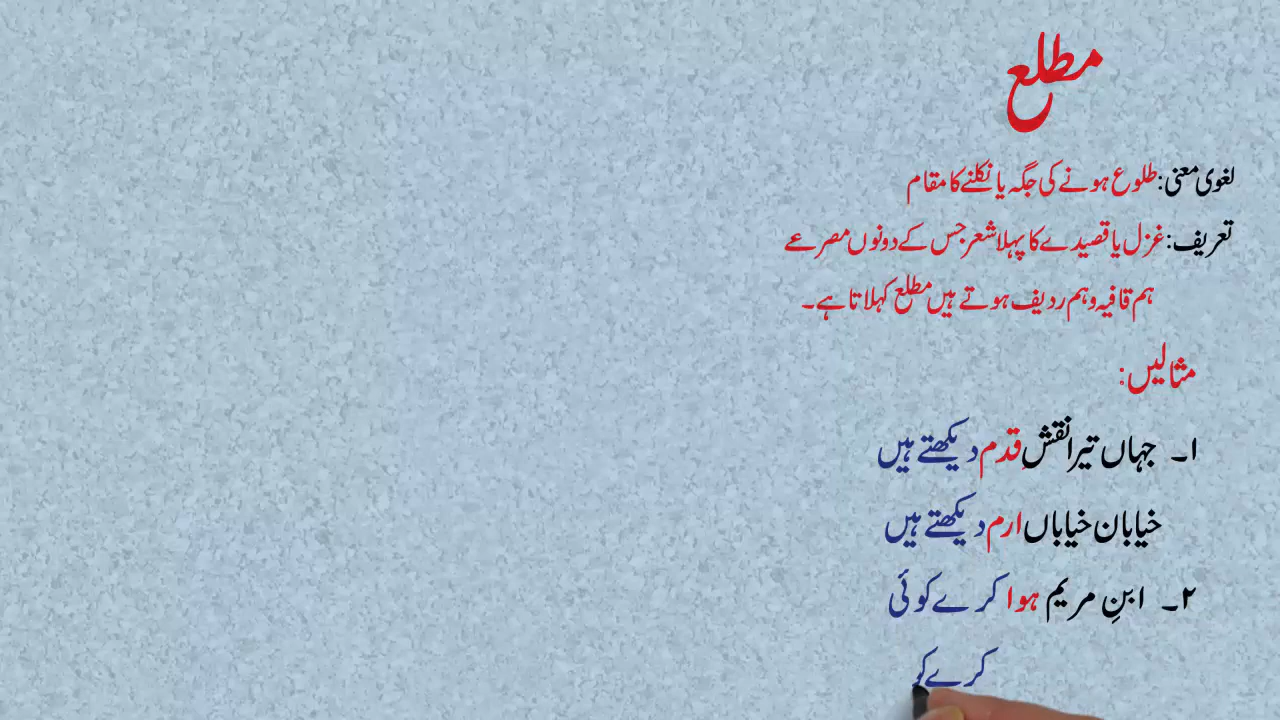 مطلع
لغوی معنی: طلوع ہونے کی جگہ یا نکلنے کا مقام
تعریف: غزل یا قصیدے کا پہلا شعر جس کے دونوں مصرعے
ہم قافیہ و ہم ردیف ہوتے ہیں مطلع کہلاتا ہے۔
مثالیں:
۱۔ جہاں تیرا نقشِ قدم دیکھتے ہیں
خیابان خیاباں ارم دیکھتے ہیں
۲۔ ابنِ مریم ہوا کرے کوئی
کرے کو